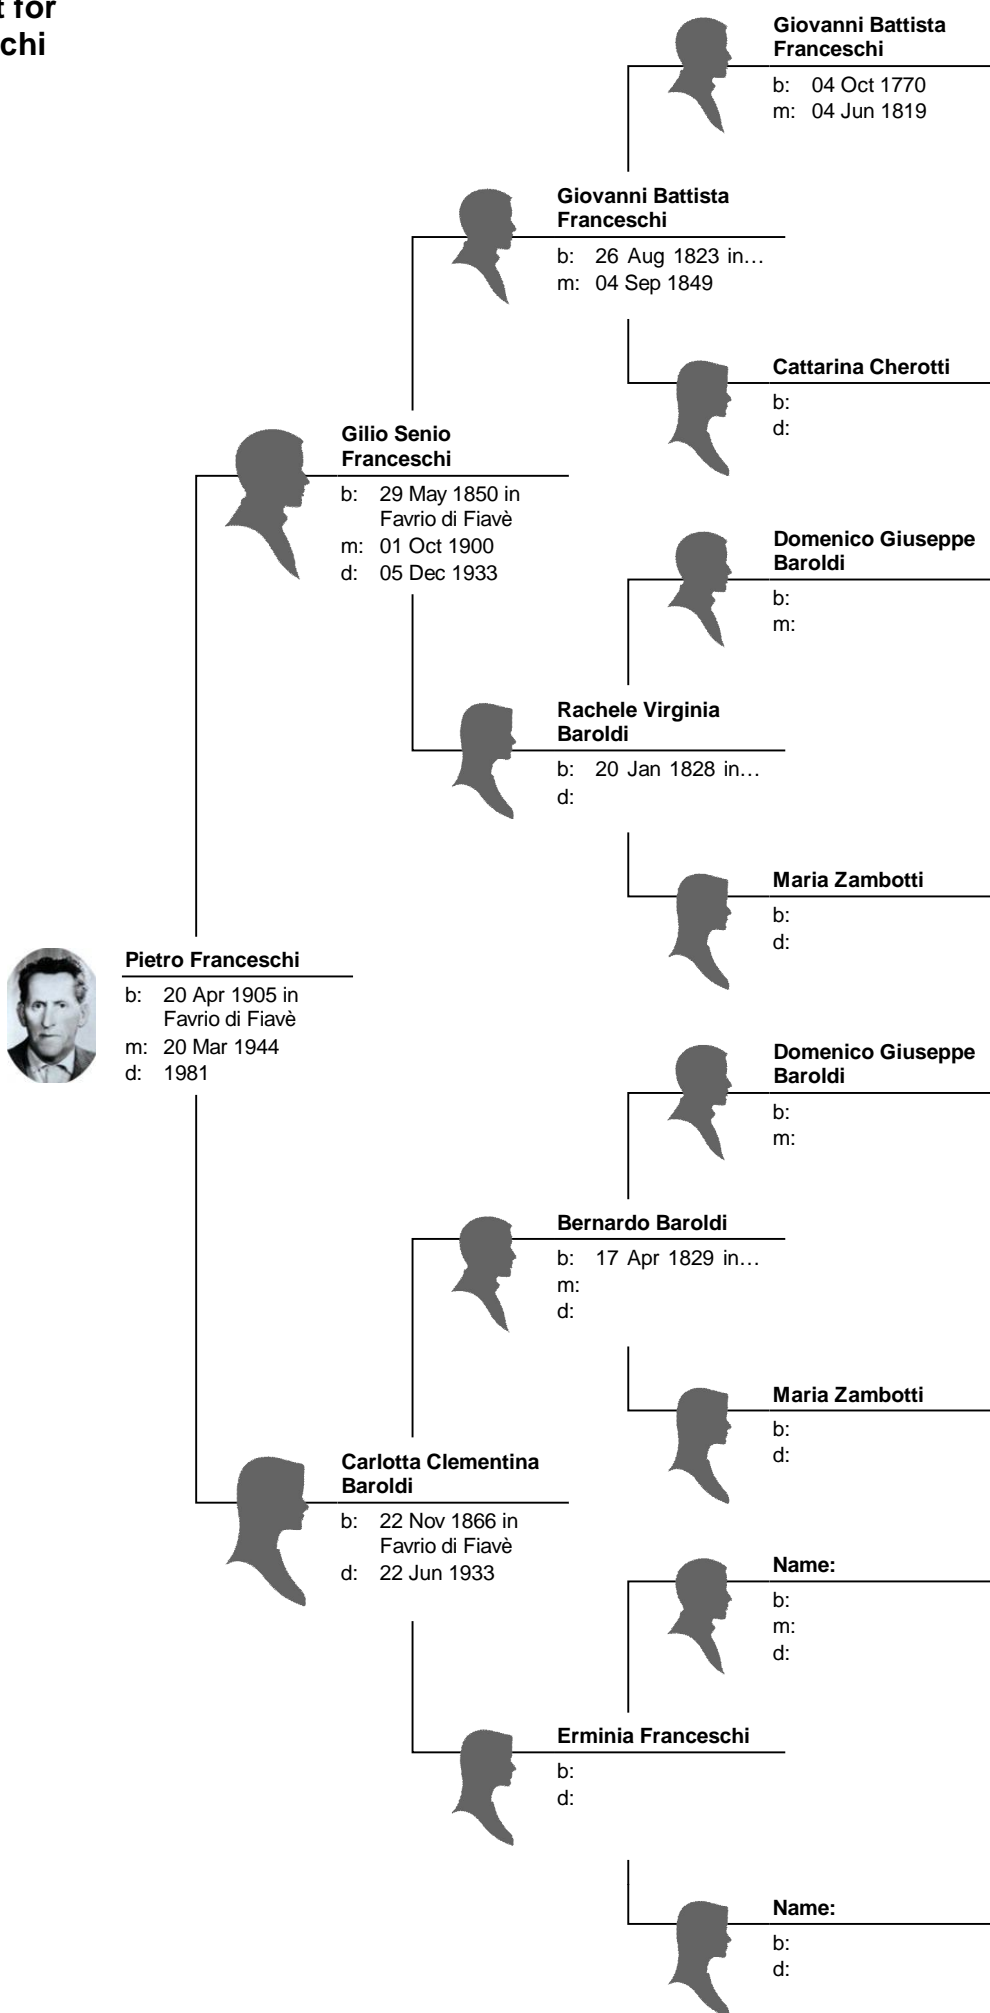 t for
chi
Giovanni Battista
Franceschi
b: 04 Oct 1770
m: 04 Jun 1819
Giovanni Battista
Franceschi
b: 26 Aug 1823 in…
m: 04 Sep 1849
Cattarina Cherotti
b:
d:
Gilio Senio
Franceschi
b: 29 May 1850 in
Favrio di Fiavè
m: 01 Oct 1900
d: 05 Dec 1933
Domenico Giuseppe
Baroldi
b:
m:
Rachele Virginia
Baroldi
b: 20 Jan 1828 in…
d:
Maria Zambotti
b:
d:
Pietro Franceschi
b: 20 Apr 1905 in
Favrio di Fiavè
m: 20 Mar 1944
d: 1981
Domenico Giuseppe
Baroldi
b:
m:
Bernardo Baroldi
b: 17 Apr 1829 in…
m:
d:
Maria Zambotti
b:
d:
Carlotta Clementina
Baroldi
b: 22 Nov 1866 in
Favrio di Fiavè
d: 22 Jun 1933
Name:
b:
m:
d:
Erminia Franceschi
b:
d:
Name:
b:
d: